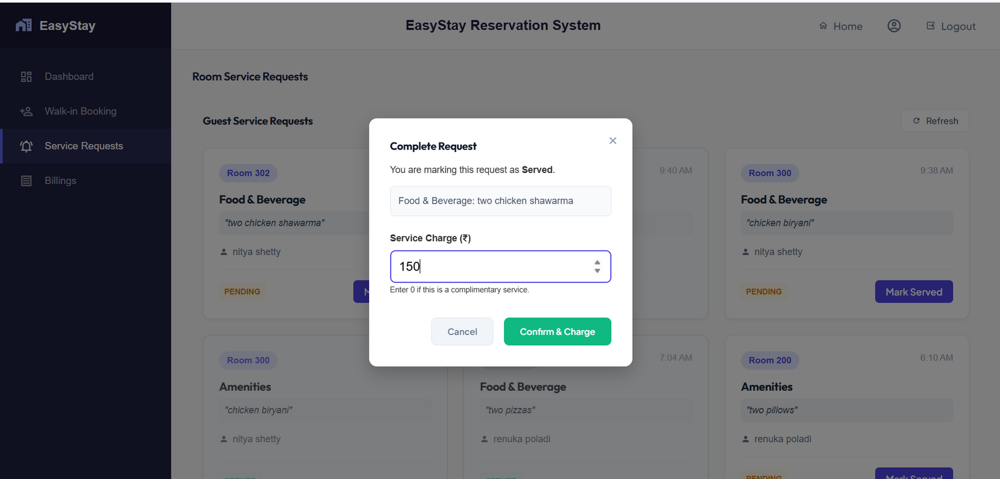 EasyStay
EasyStay Reservation System
Home
Logout
Dashboard
Walk-in Booking
Service Requests
Billings
Room Service Requests
Guest Service Requests
Refresh
Room 302
Food & Beverage
"two chicken shawarma"
nitya shetty
PENDING
9:40 AM
Room 300
9:38 AM
Food & Beverage
"chicken biryani"
nitya shetty
PENDING
Mark Served
Complete Request
You are marking this request as Served.
Food & Beverage: two chicken shawarma
Service Charge (₹)
150
Enter 0 if this is a complimentary service.
Cancel
Confirm & Charge
Room 300
Amenities
"chicken biryani"
nitya shetty
7:04 AM
Food & Beverage
"two pizzas"
renuka poladi
Room 200
6:10 AM
Amenities
"two pillows"
renuka poladi
PENDING
Mark Served